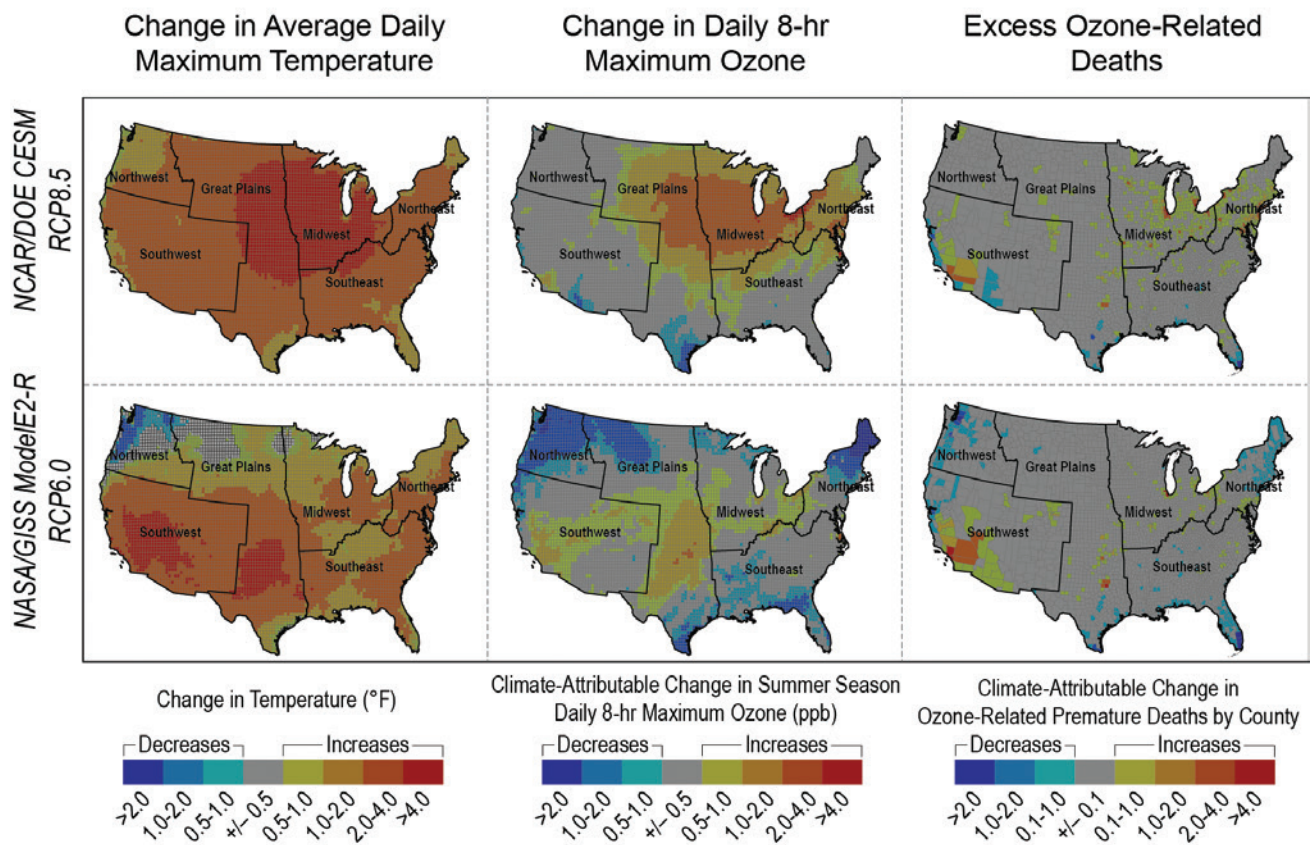 Change in Average Daily
Maximum Temperature
Change in Daily 8-hr
Maximum Ozone
Excess Ozone-Related
Deaths
NCAR/DOE CESM
RCP8.5
Northwest
Great Plains
Northeast
Midwest
Southwest
Southeast
Northwest
Great Plains
Northeast
Midwest
Southwest
Southeast
Northwest
Great Plains
Northeast
Midwest
Southwest
Southeast
NASA/GISS ModelE2-R
RCP6.0
Northwest
Great Plains
Northeast
Midwest
Southwest
Southeast
Northwest
Great Plains
Northeast
Midwest
Southwest
Southeast
Northwest
Great Plains
Northeast
Midwest
Southwest
Southeast
Change in Temperature (°F)
Decreases Increases
>2.0 1.0-2.0 0.5-1.0 +/- 0.5 0.5-1.0 1.0-2.0 2.0-4.0 >4.0
Climate-Attributable Change in Summer Season
Daily 8-hr Maximum Ozone (ppb)
Decreases Increases
>2.0 1.0-2.0 0.5-1.0 +/- 0.5 0.5-1.0 1.0-2.0 2.0-4.0 >4.0
Climate-Attributable Change in
Ozone-Related Premature Deaths by County
Decreases Increases
>2.0 1.0-2.0 0.1-1.0 +/- 0.1 0.1-1.0 1.0-2.0 2.0-4.0 >4.0